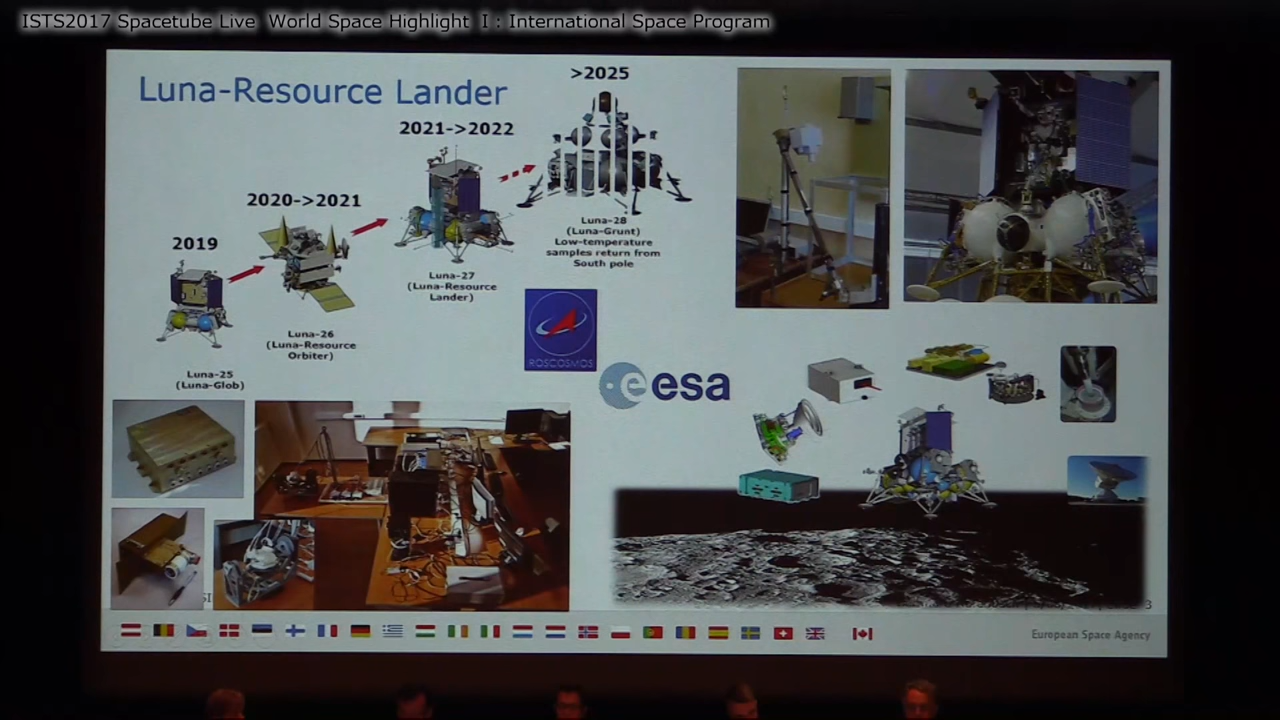 ISTS2017 Spacetube Live World Space Highlight I : International Space Program
Luna-Resource Lander
>2025
2021->2022
2020->2021
2019
Luna-28
(Luna-Grunt)
Low-temperature
samples return from
South pole
Luna-27
(Luna-Resource
Lander)
Luna-26
(Luna-Resource
Orbiter)
Luna-25
(Luna-Glob)
ROSCOSMOS
esa
European Space Agency